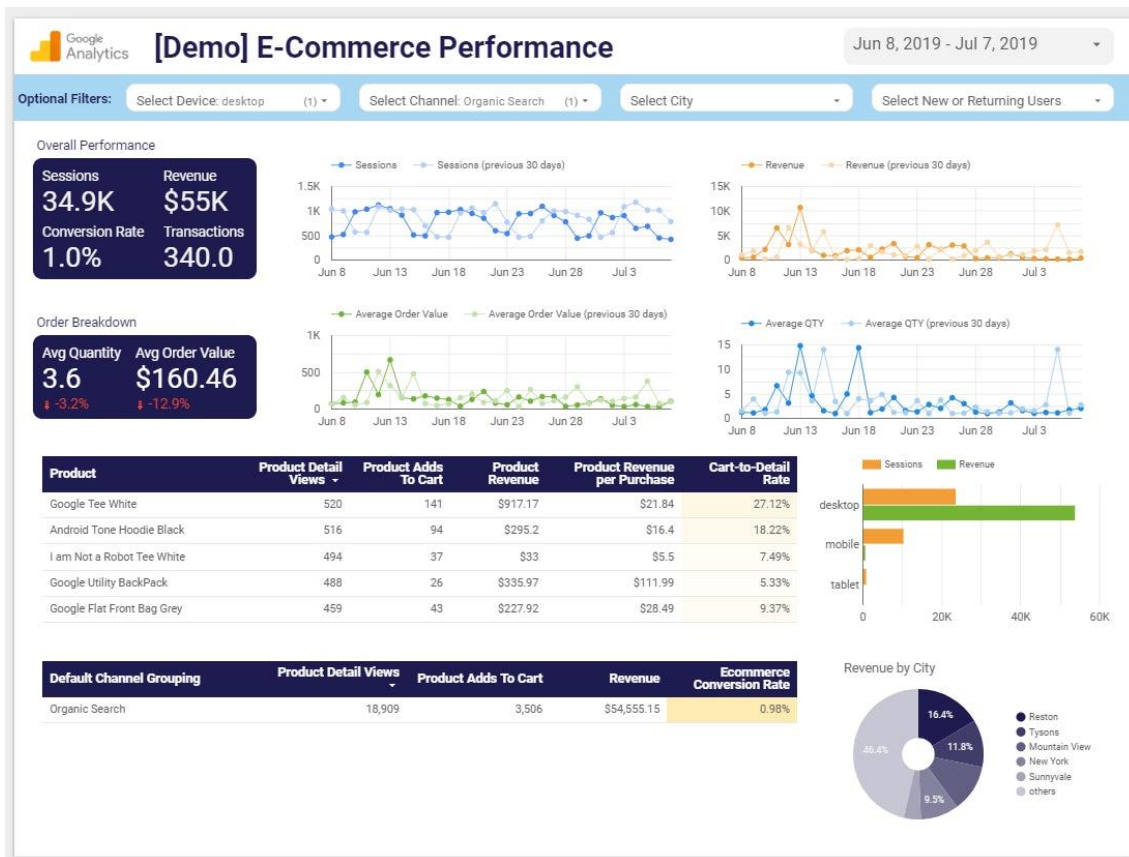 Google Analytics
[Demo] E-Commerce Performance
Jun 8, 2019 - Jul 7, 2019
Optional Filters:
Select Device: desktop (1)
Select Channel: Organic Search (1)
Select City
Select New or Returning Users
Overall Performance
Sessions Revenue
34.9K $55K
Conversion Rate Transactions
1.0% 340.0
Sessions Sessions (previous 30 days)
1.5K
1K
500
0
Jun 8 Jun 13 Jun 18 Jun 23 Jun 28 Jul 3
Revenue Revenue (previous 30 days)
15K
10K
5K
0
Jun 8 Jun 13 Jun 18 Jun 23 Jun 28 Jul 3
Order Breakdown
Avg Quantity Avg Order Value
3.6 $160.46
-3.2% -12.9%
Average Order Value Average Order Value (previous 30 days)
1K
500
0
Jun 8 Jun 13 Jun 18 Jun 23 Jun 28 Jul 3
Average QTY Average QTY (previous 30 days)
15
10
5
0
Jun 8 Jun 13 Jun 18 Jun 23 Jun 28 Jul 3
Product Product Detail Views Product Adds To Cart Product Revenue Product Revenue per Purchase Cart-to-Detail Rate
Google Tee White 520 141 $917.17 $21.84 27.12%
Android Tone Hoodie Black 516 94 $295.2 $16.4 18.22%
I am Not a Robot Tee White 494 37 $33 $5.5 7.49%
Google Utility BackPack 488 26 $335.97 $111.99 5.33%
Google Flat Front Bag Grey 459 43 $227.92 $28.49 9.37%
Sessions Revenue
desktop
mobile
tablet
0 20K 40K 60K
Default Channel Grouping Product Detail Views Product Adds To Cart Revenue Ecommerce Conversion Rate
Organic Search 18,909 3,506 $54,555.15 0.98%
Revenue by City
16.4%
11.8%
9.5%
46.4%
Reston
Tysons
Mountain View
New York
Sunnyvale
others